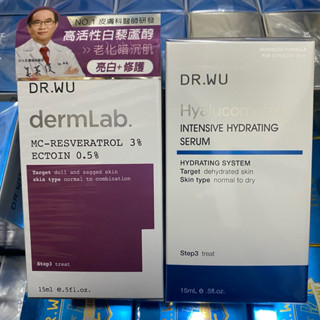 NO.1 皮膚科醫師研發
高活性白藜蘆醇
老化暗沉肌
亮白+修護
DR.WU
dermLab.
MC-RESVERATROL 3%
ECTOIN 0.5%
Target dull and sagged skin
skin type normal to combination
Step3 treat
15ml e.5fl.oz.
DR.WU
INTENSIVE HYDRATING
SERUM
HYDRATING SYSTEM
Target dehydrated skin
Skin type normal to dry
Step3 treat
15mL e .5fl.oz.
DR.WU